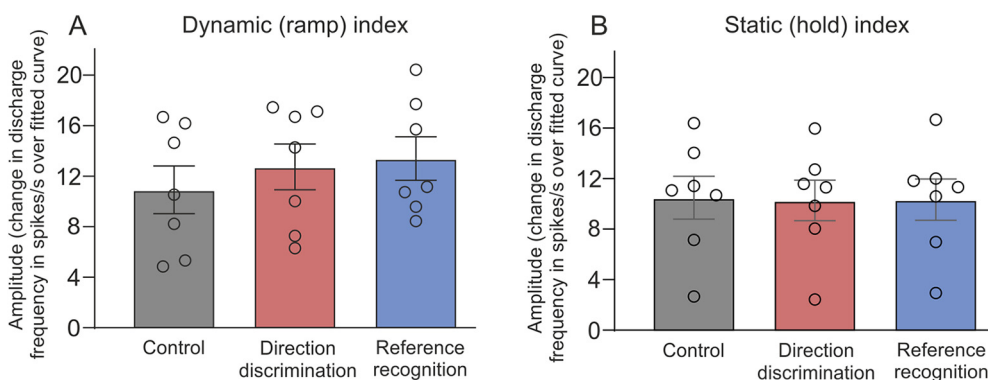 A
Dynamic (ramp) index
Amplitude (change in discharge
frequency in spikes/s over fitted curve)
20
16
12
8
4
0
Control
Direction
discrimination
Reference
recognition
B
Static (hold) index
Amplitude (change in discharge
frequency in spikes/s over fitted curve)
20
16
12
8
4
0
Control
Direction
discrimination
Reference
recognition